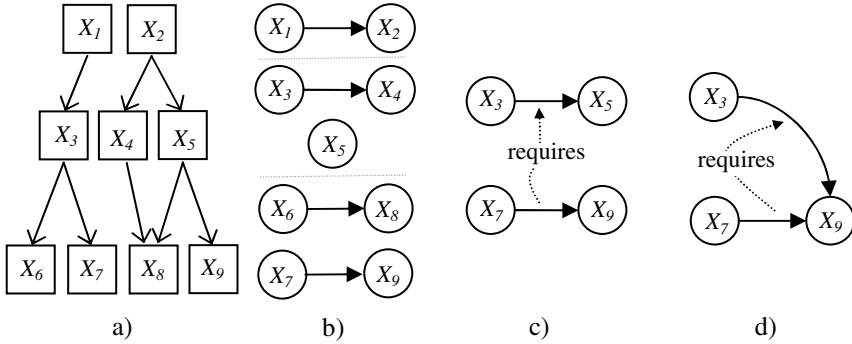 X1 X2
X3 X4 X5
X6 X7 X8 X9
a)
X1 X2
X3 X4
X5
X6 X8
X7 X9
b)
X3 X5
requires
X7 X9
c)
X3
requires
X7 X9
d)